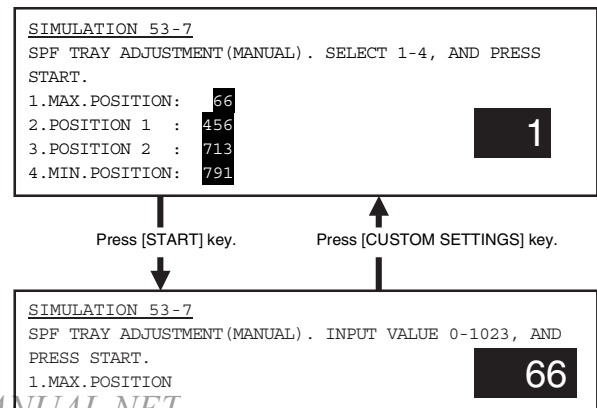 SIMULATION 53-7
SPF TRAY ADJUSTMENT(MANUAL). SELECT 1-4, AND PRESS
START.
1.MAX.POSITION: 66
2.POSITION 1 : 456
3.POSITION 2 : 713
4.MIN.POSITION: 791
1
Press [START] key. Press [CUSTOM SETTINGS] key.
SIMULATION 53-7
SPF TRAY ADJUSTMENT(MANUAL). INPUT VALUE 0-1023, AND
PRESS START.
1.MAX.POSITION
66